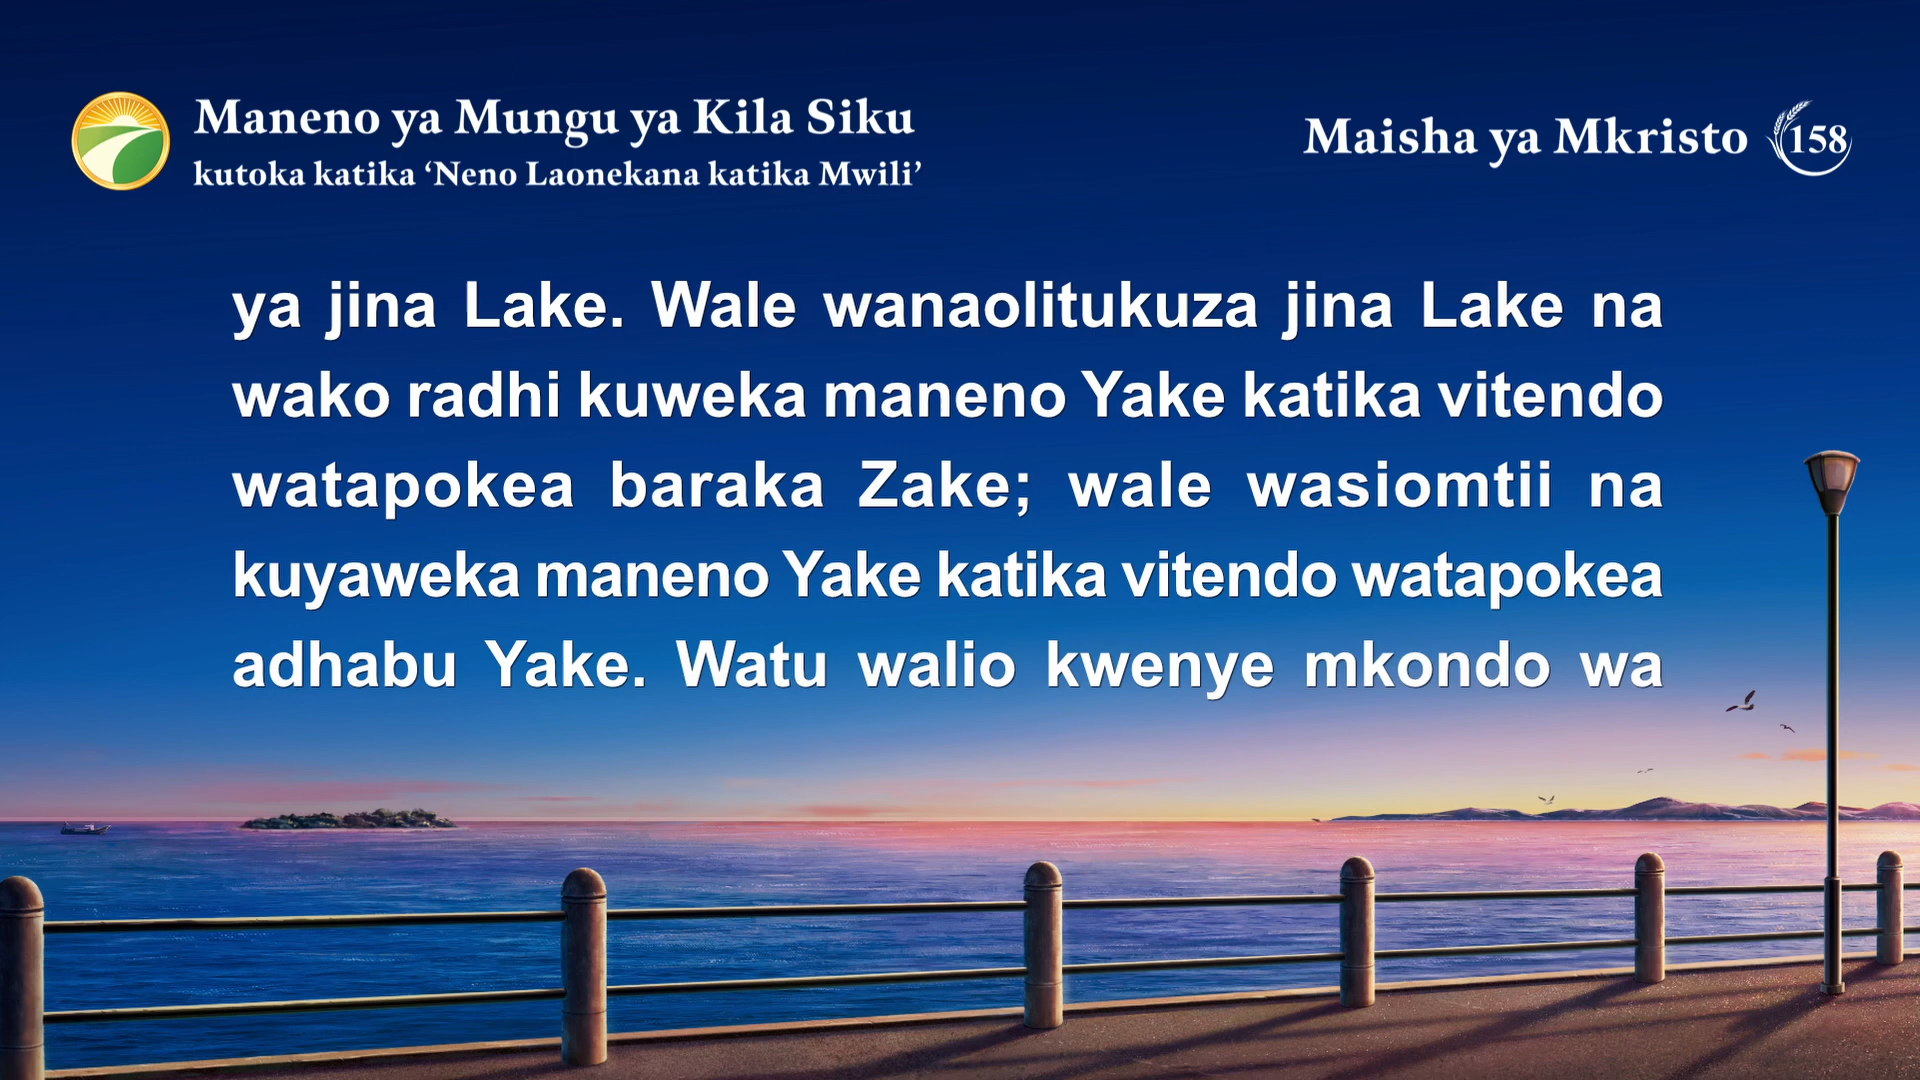 Maneno ya Mungu ya Kila Siku
kutoka katika ‘Neno Laonekana katika Mwili’
Maisha ya Mkristo 158
ya jina Lake. Wale wanaolitukuza jina Lake na
wako radhi kuweka maneno Yake katika vitendo
watapokea baraka Zake; wale wasiomtii na
kuyaweka maneno Yake katika vitendo watapokea
adhabu Yake. Watu walio kwenye mkondo wa